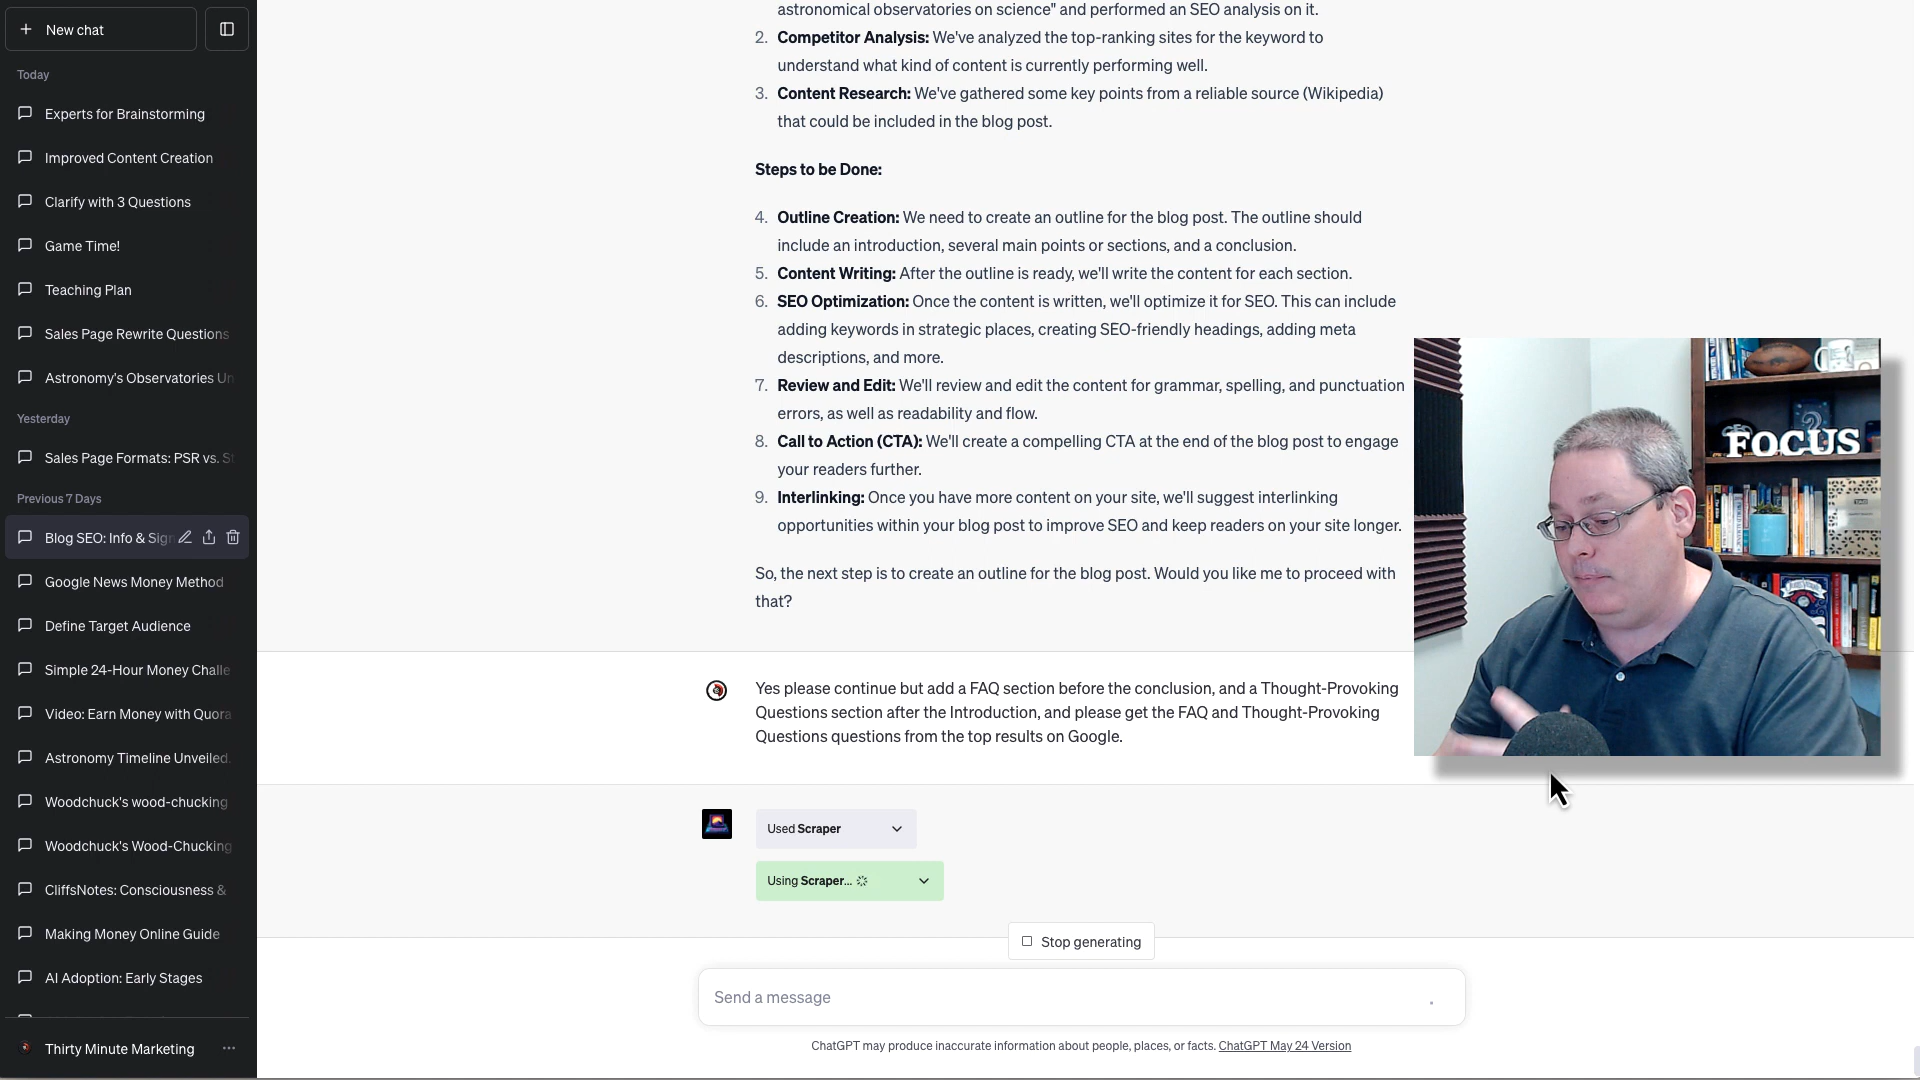 New chat
Today
Experts for Brainstorming
Improved Content Creation
Clarify with 3 Questions
Game Time!
Teaching Plan
Sales Page Rewrite Questions
Astronomy's Observatories Un
Yesterday
Sales Page Formats: PSR vs. St
Previous 7 Days
Blog SEO: Info & Sign
Google News Money Method
Define Target Audience
Simple 24-Hour Money Challe
Video: Earn Money with Quora
Astronomy Timeline Unveiled.
Woodchuck's wood-chucking
Woodchuck's Wood-Chucking
CliffsNotes: Consciousness &
Making Money Online Guide
AI Adoption: Early Stages
Thirty Minute Marketing
astronomical observatories on science" and performed an SEO analysis on it.
2. Competitor Analysis: We've analyzed the top-ranking sites for the keyword to
understand what kind of content is currently performing well.
3. Content Research: We've gathered some key points from a reliable source (Wikipedia)
that could be included in the blog post.
Steps to be Done:
4. Outline Creation: We need to create an outline for the blog post. The outline should
include an introduction, several main points or sections, and a conclusion.
5. Content Writing: After the outline is ready, we'll write the content for each section.
6. SEO Optimization: Once the content is written, we'll optimize it for SEO. This can include
adding keywords in strategic places, creating SEO-friendly headings, adding meta
descriptions, and more.
7. Review and Edit: We'll review and edit the content for grammar, spelling, and punctuation
errors, as well as readability and flow.
8. Call to Action (CTA): We'll create a compelling CTA at the end of the blog post to engage
your readers further.
9. Interlinking: Once you have more content on your site, we'll suggest interlinking
opportunities within your blog post to improve SEO and keep readers on your site longer.
So, the next step is to create an outline for the blog post. Would you like me to proceed with
that?
Yes please continue but add a FAQ section before the conclusion, and a Thought-Provoking
Questions section after the Introduction, and please get the FAQ and Thought-Provoking
Questions questions from the top results on Google.
Used Scraper
Using Scraper...
Stop generating
Send a message
ChatGPT may produce inaccurate information about people, places, or facts. ChatGPT May 24 Version
FOCUS